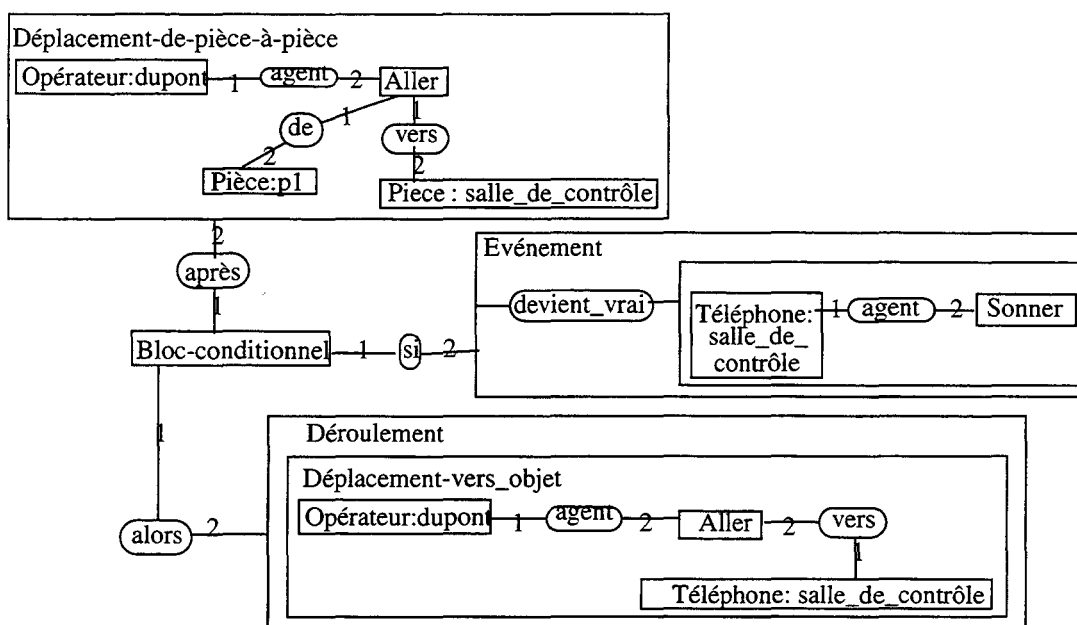 Déplacement-de-pièce-à-pièce
Opérateur:dupont 1 agent 2 Aller
de 1 1
vers
2 2
Pièce:p1
Piece : salle_de_contrôle
2
après
1
Evénement
devient_vrai
Téléphone: 1 agent 2 Sonner
salle_de_
contrôle
Bloc-conditionnel 1 si 2
1
alors 2
Déroulement
Déplacement-vers_objet
Opérateur:dupont 1 agent 2 Aller 2 vers
1
Téléphone: salle_de_contrôle